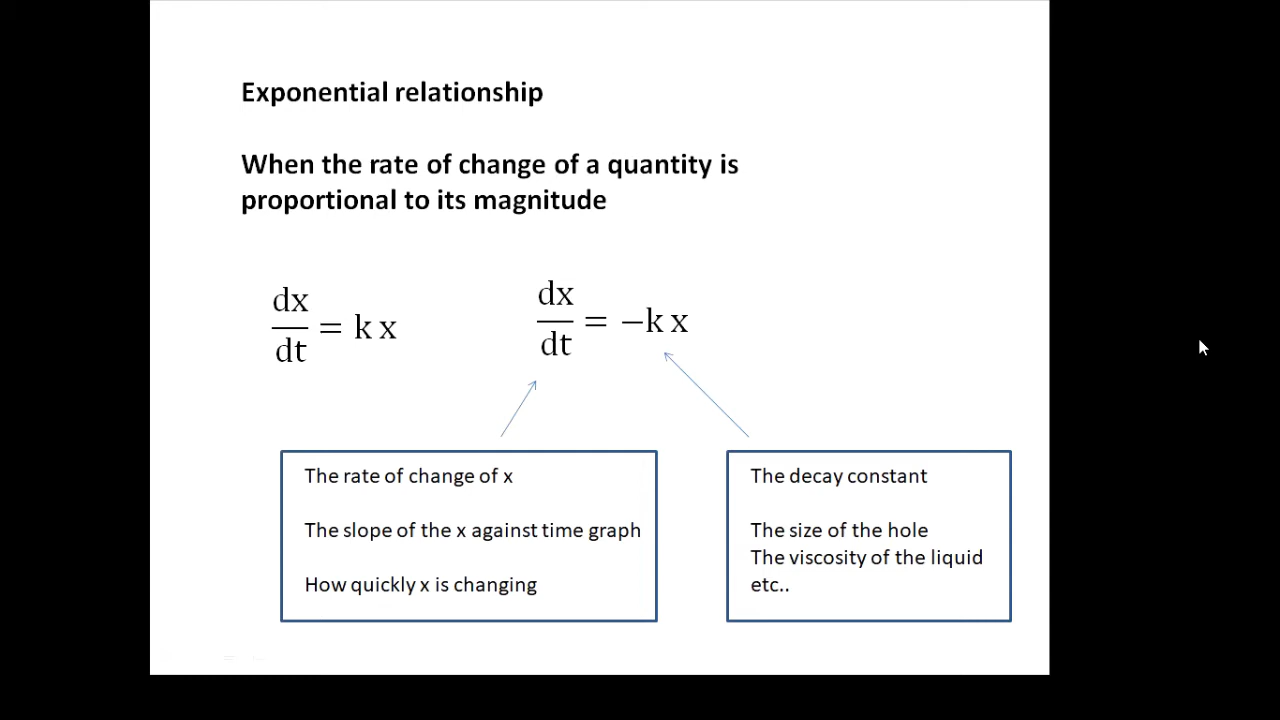 Exponential relationship
When the rate of change of a quantity is
proportional to its magnitude
dx/dt = k x
dx/dt = −k x
The rate of change of x
The slope of the x against time graph
How quickly x is changing
The decay constant
The size of the hole
The viscosity of the liquid
etc..